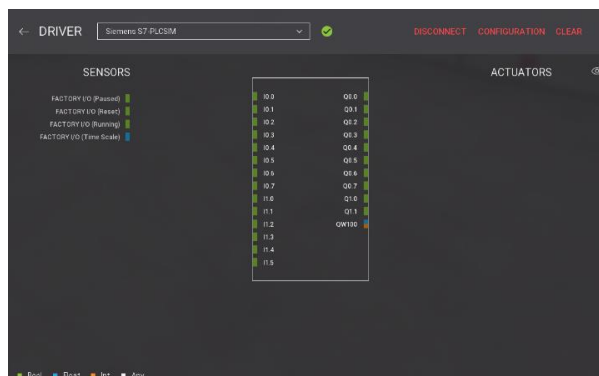 ← DRIVER Siemens S7-PLCSIM DISCONNECT CONFIGURATION CLEAR
SENSORS ACTUATORS
FACTORY I/O (Paused)
FACTORY I/O (Reset)
FACTORY I/O (Running)
FACTORY I/O (Time Scale)
I0.0 Q0.0
I0.1 Q0.1
I0.2 Q0.2
I0.3 Q0.3
I0.4 Q0.4
I0.5 Q0.5
I0.6 Q0.6
I0.7 Q0.7
I1.0 Q1.0
I1.1 Q1.1
I1.2 QW100
I1.3
I1.4
I1.5
Bool Float Int Any